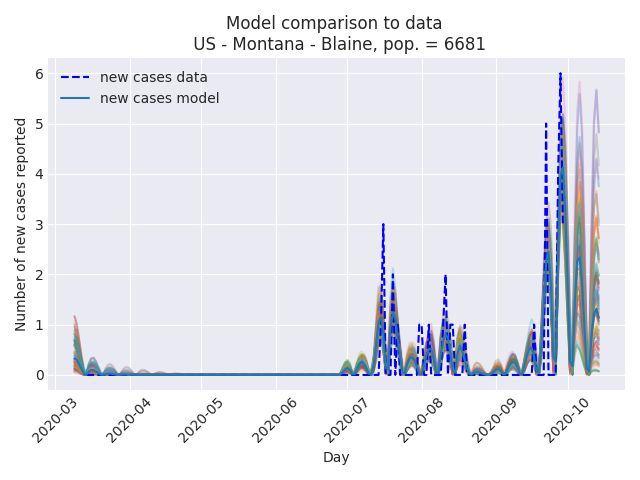 Model comparison to data
US - Montana - Blaine, pop. = 6681
new cases data
new cases model
Number of new cases reported
6
5
4
3
2
1
0
2020-03
2020-04
2020-05
2020-06
2020-07
2020-08
2020-09
2020-10
Day